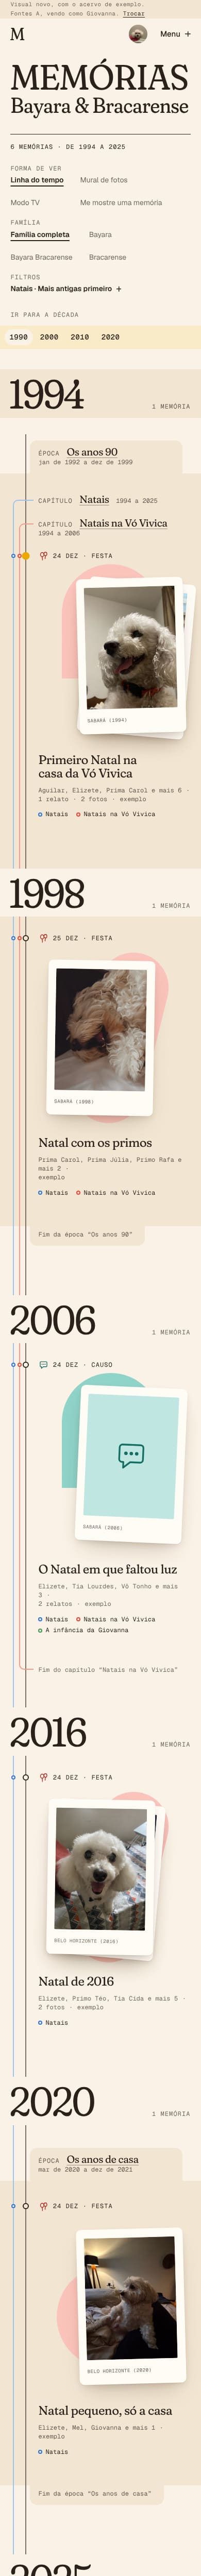 Visual novo, com o acervo de exemplo.
Fontes A, vendo como Giovanna. Trocar
M
Menu +
MEMÓRIAS
Bayara & Bracarense
6 MEMÓRIAS · DE 1994 A 2025
FORMA DE VER
Linha do tempo Mural de fotos
Modo TV Me mostre uma memória
FAMÍLIA
Família completa Bayara
Bayara Bracarense Bracarense
FILTROS
Natais · Mais antigas primeiro +
IR PARA A DÉCADA
1990 2000 2010 2020
1994
1 MEMÓRIA
ÉPOCA Os anos 90
jan de 1992 a dez de 1999
CAPÍTULO Natais 1994 a 2025
CAPÍTULO Natais na Vó Vivica
1994 a 2006
24 DEZ · FESTA
SABARÁ (1994)
Primeiro Natal na
casa da Vó Vivica
Aguilar, Elizete, Prima Carol e mais 6 ·
1 relato · 2 fotos · exemplo
Natais Natais na Vó Vivica
1998
1 MEMÓRIA
25 DEZ · FESTA
SABARÁ (1998)
Natal com os primos
Prima Carol, Prima Júlia, Primo Rafa e
mais 2 ·
exemplo
Natais Natais na Vó Vivica
Fim da época "Os anos 90"
2006
1 MEMÓRIA
24 DEZ · CAUSO
SABARÁ (2006)
O Natal em que faltou luz
Elizete, Tia Lourdes, Vô Tonho e mais
3 ·
2 relatos · exemplo
Natais Natais na Vó Vivica
A infância da Giovanna
Fim do capítulo "Natais na Vó Vivica"
2016
1 MEMÓRIA
24 DEZ · FESTA
BELO HORIZONTE (2016)
Natal de 2016
Elizete, Primo Téo, Tia Cida e mais 5 ·
2 fotos · exemplo
Natais
2020
1 MEMÓRIA
ÉPOCA Os anos de casa
mar de 2020 a dez de 2021
24 DEZ · FESTA
BELO HORIZONTE (2020)
Natal pequeno, só a casa
Elizete, Mel, Giovanna e mais 1 ·
exemplo
Natais
Fim da época "Os anos de casa"
2025